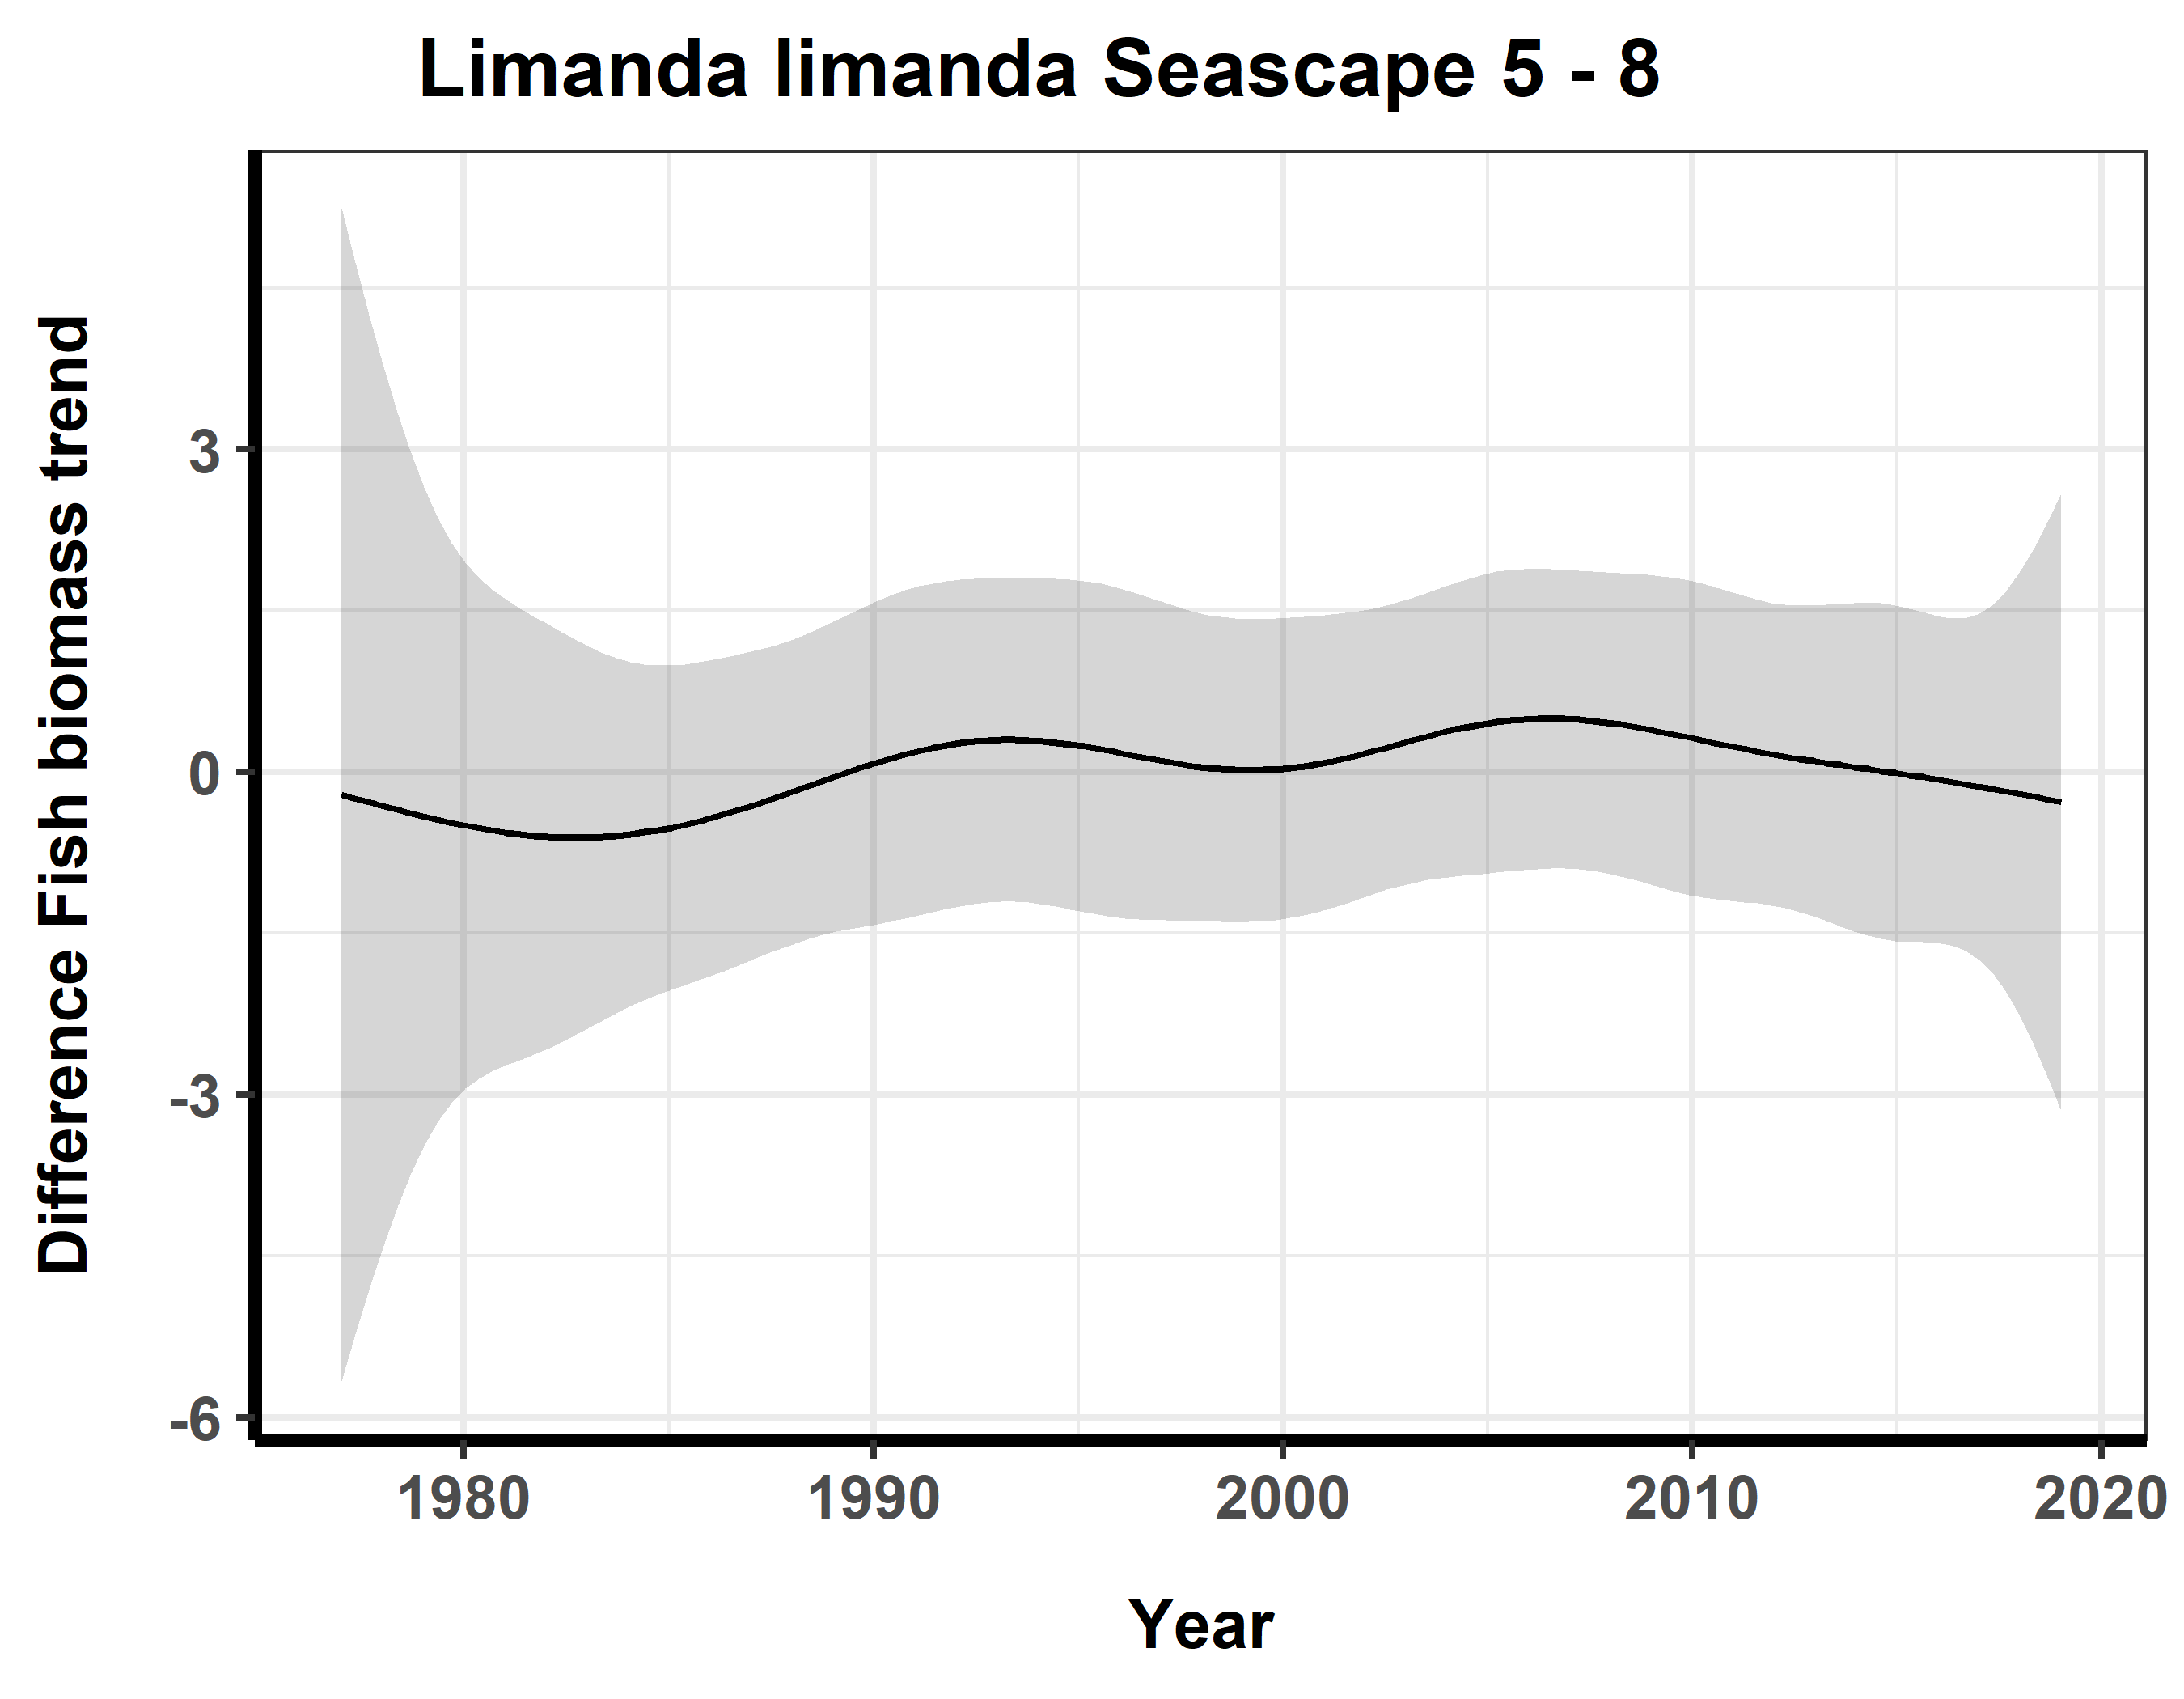 Limanda limanda Seascape 5 - 8
Difference Fish biomass trend
3
0
-3
-6
1980 1990 2000 2010 2020
Year